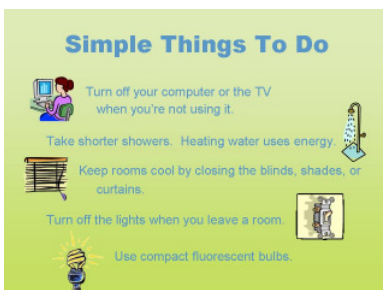 Simple Things To Do
Turn off your computer or the TV
when you're not using it.
Take shorter showers. Heating water uses energy.
Keep rooms cool by closing the blinds, shades, or
curtains.
Turn off the lights when you leave a room.
Use compact fluorescent bulbs.